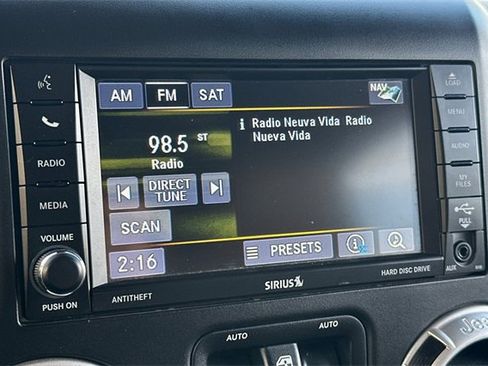 AM FM SAT
NAV
LOAD
MENU
RADIO
AUDIO
MEDIA
MY
FILES
98.5 ST
Radio
i Radio Neuva Vida Radio
Nueva Vida
DIRECT
TUNE
SCAN
2:16
PRESETS
VOLUME
PUSH ON
PULL
AUX
ANTITHEFT
SIRIUS
HARD DISC DRIVE
AUTO
AUTO
Jeep